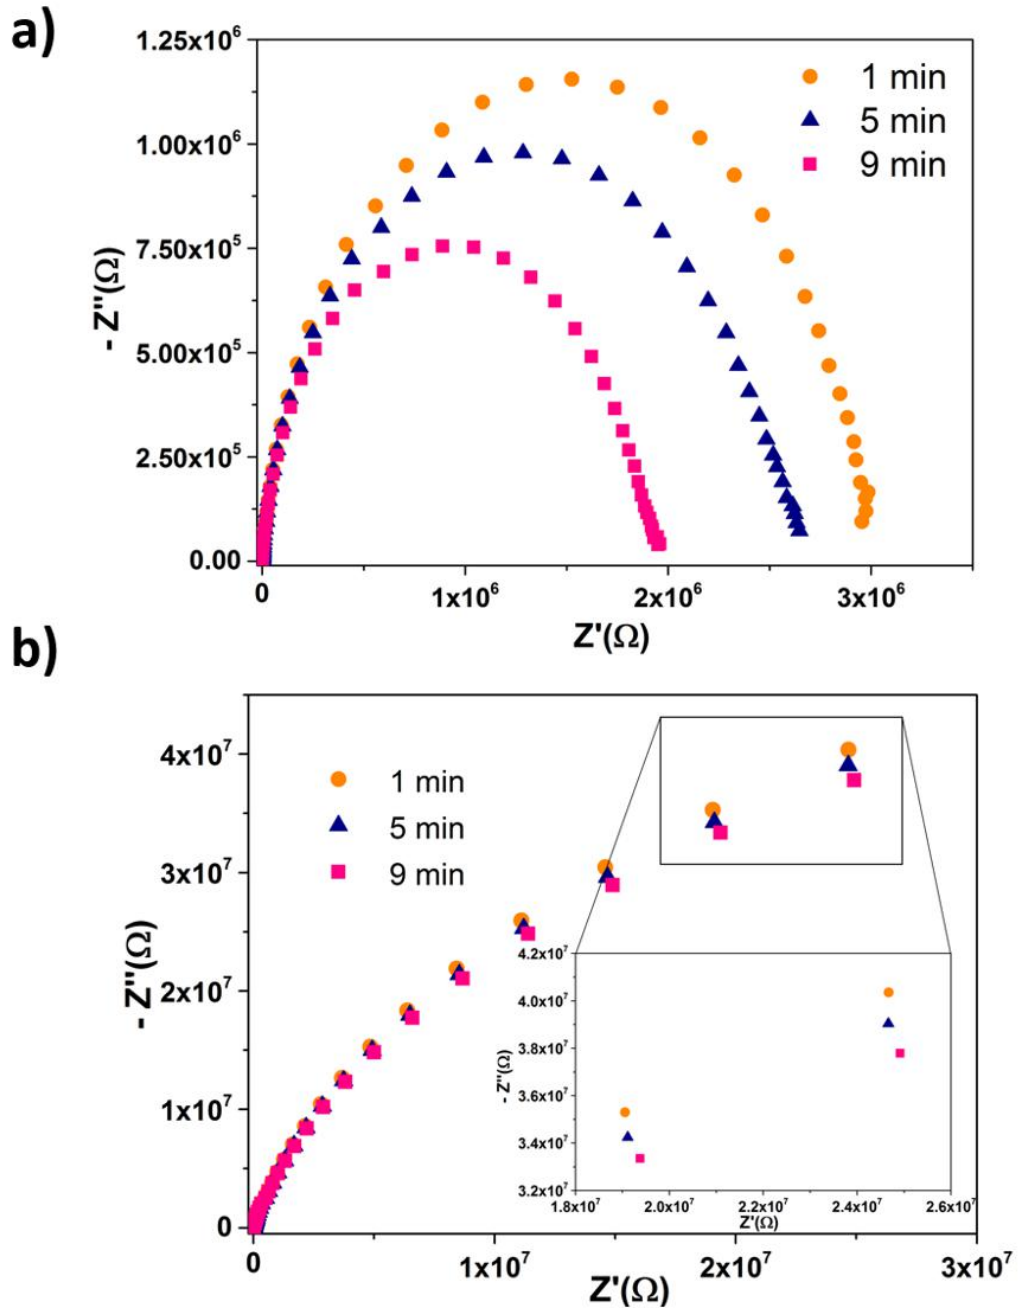 a)
1.25x10⁶
1.00x10⁶
7.50x10⁵
5.00x10⁵
2.50x10⁵
0.00
- Z''(Ω)
1 min
5 min
9 min
0
1x10⁶
2x10⁶
3x10⁶
Z'(Ω)
b)
4x10⁷
3x10⁷
2x10⁷
1x10⁷
0
- Z''(Ω)
1 min
5 min
9 min
4.2x10⁷
4.0x10⁷
3.8x10⁷
3.6x10⁷
3.4x10⁷
3.2x10⁷
- Z''(Ω)
1.8x10⁷
2.0x10⁷
2.2x10⁷
2.4x10⁷
2.6x10⁷
Z'(Ω)
0
1x10⁷
2x10⁷
3x10⁷
Z'(Ω)